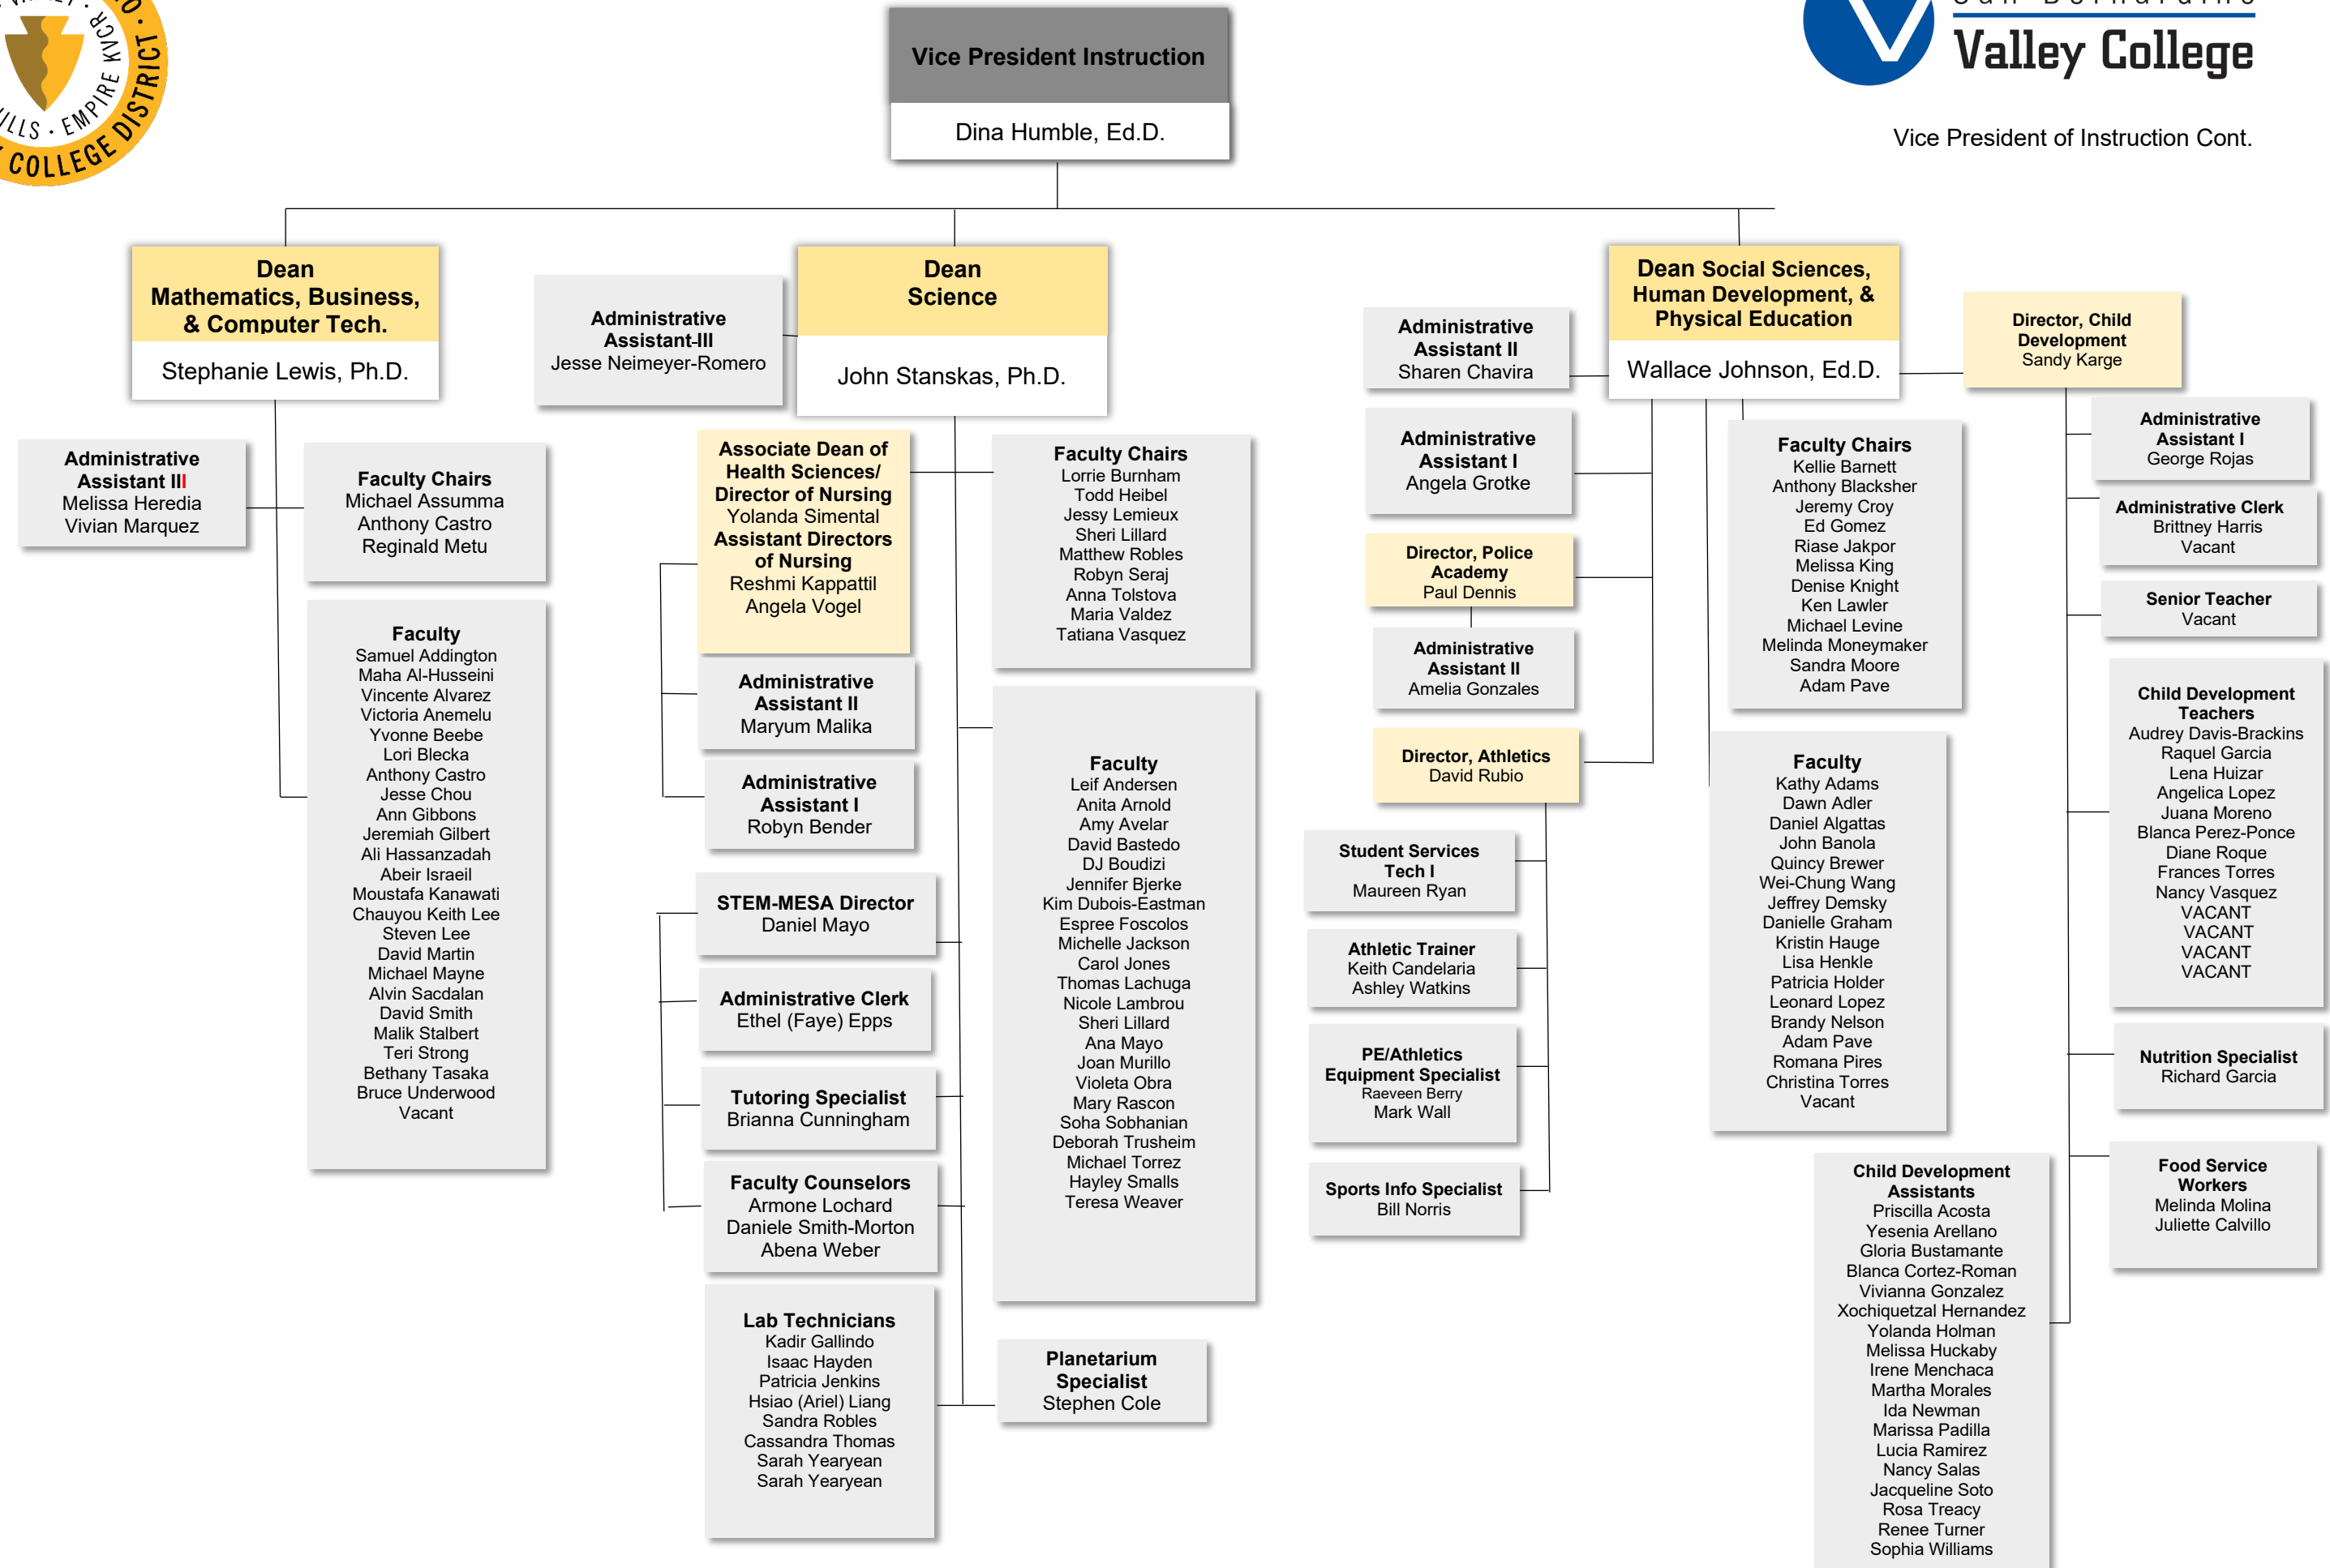 COLLEGE DISTRICT
EMPIRE KVCR
Valley College
Vice President of Instruction Cont.
Vice President Instruction
Dina Humble, Ed.D.
Dean
Mathematics, Business,
& Computer Tech.
Stephanie Lewis, Ph.D.
Administrative
Assistant III
Melissa Heredia
Vivian Marquez
Faculty Chairs
Michael Assumma
Anthony Castro
Reginald Metu
Faculty
Samuel Addington
Maha Al-Husseini
Vincente Alvarez
Victoria Anemelu
Yvonne Beebe
Lori Blecka
Anthony Castro
Jesse Chou
Ann Gibbons
Jeremiah Gilbert
Ali Hassanzadah
Abeir Israeil
Moustafa Kanawati
Chauyou Keith Lee
Steven Lee
David Martin
Michael Mayne
Alvin Sacdalan
David Smith
Malik Stalbert
Teri Strong
Bethany Tasaka
Bruce Underwood
Vacant
Administrative
Assistant-III
Jesse Neimeyer-Romero
Dean
Science
John Stanskas, Ph.D.
Associate Dean of
Health Sciences/
Director of Nursing
Yolanda Simental
Assistant Directors
of Nursing
Reshmi Kappattil
Angela Vogel
Administrative
Assistant II
Maryum Malika
Administrative
Assistant I
Robyn Bender
STEM-MESA Director
Daniel Mayo
Administrative Clerk
Ethel (Faye) Epps
Tutoring Specialist
Brianna Cunningham
Faculty Counselors
Armone Lochard
Daniele Smith-Morton
Abena Weber
Lab Technicians
Kadir Gallindo
Isaac Hayden
Patricia Jenkins
Hsiao (Ariel) Liang
Sandra Robles
Cassandra Thomas
Sarah Yearyean
Sarah Yearyean
Faculty Chairs
Lorrie Burnham
Todd Heibel
Jessy Lemieux
Sheri Lillard
Matthew Robles
Robyn Seraj
Anna Tolstova
Maria Valdez
Tatiana Vasquez
Faculty
Leif Andersen
Anita Arnold
Amy Avelar
David Bastedo
DJ Boudizi
Jennifer Bjerke
Kim Dubois-Eastman
Espree Foscolos
Michelle Jackson
Carol Jones
Thomas Lachuga
Nicole Lambrou
Sheri Lillard
Ana Mayo
Joan Murillo
Violeta Obra
Mary Rascon
Soha Sobhanian
Deborah Trusheim
Michael Torrez
Hayley Smalls
Teresa Weaver
Planetarium
Specialist
Stephen Cole
Dean Social Sciences,
Human Development, &
Physical Education
Wallace Johnson, Ed.D.
Administrative
Assistant II
Sharen Chavira
Administrative
Assistant I
Angela Grotke
Director, Police
Academy
Paul Dennis
Administrative
Assistant II
Amelia Gonzales
Director, Athletics
David Rubio
Student Services
Tech I
Maureen Ryan
Athletic Trainer
Keith Candelaria
Ashley Watkins
PE/Athletics
Equipment Specialist
Raeveen Berry
Mark Wall
Sports Info Specialist
Bill Norris
Faculty Chairs
Kellie Barnett
Anthony Blacksher
Jeremy Croy
Ed Gomez
Riase Jakpor
Melissa King
Denise Knight
Ken Lawler
Michael Levine
Melinda Moneymaker
Sandra Moore
Adam Pave
Faculty
Kathy Adams
Dawn Adler
Daniel Algattas
John Banola
Quincy Brewer
Wei-Chung Wang
Jeffrey Demsky
Danielle Graham
Kristin Hauge
Lisa Henkle
Patricia Holder
Leonard Lopez
Brandy Nelson
Adam Pave
Romana Pires
Christina Torres
Vacant
Director, Child
Development
Sandy Karge
Administrative
Assistant I
George Rojas
Administrative Clerk
Brittney Harris
Vacant
Senior Teacher
Vacant
Child Development
Teachers
Audrey Davis-Brackins
Raquel Garcia
Lena Huizar
Angelica Lopez
Juana Moreno
Blanca Perez-Ponce
Diane Roque
Frances Torres
Nancy Vasquez
VACANT
VACANT
VACANT
VACANT
Nutrition Specialist
Richard Garcia
Food Service
Workers
Melinda Molina
Juliette Calvillo
Child Development
Assistants
Priscilla Acosta
Yesenia Arellano
Gloria Bustamante
Blanca Cortez-Roman
Vivianna Gonzalez
Xochiquetzal Hernandez
Yolanda Holman
Melissa Huckaby
Irene Menchaca
Martha Morales
Ida Newman
Marissa Padilla
Lucia Ramirez
Nancy Salas
Jacqueline Soto
Rosa Treacy
Renee Turner
Sophia Williams